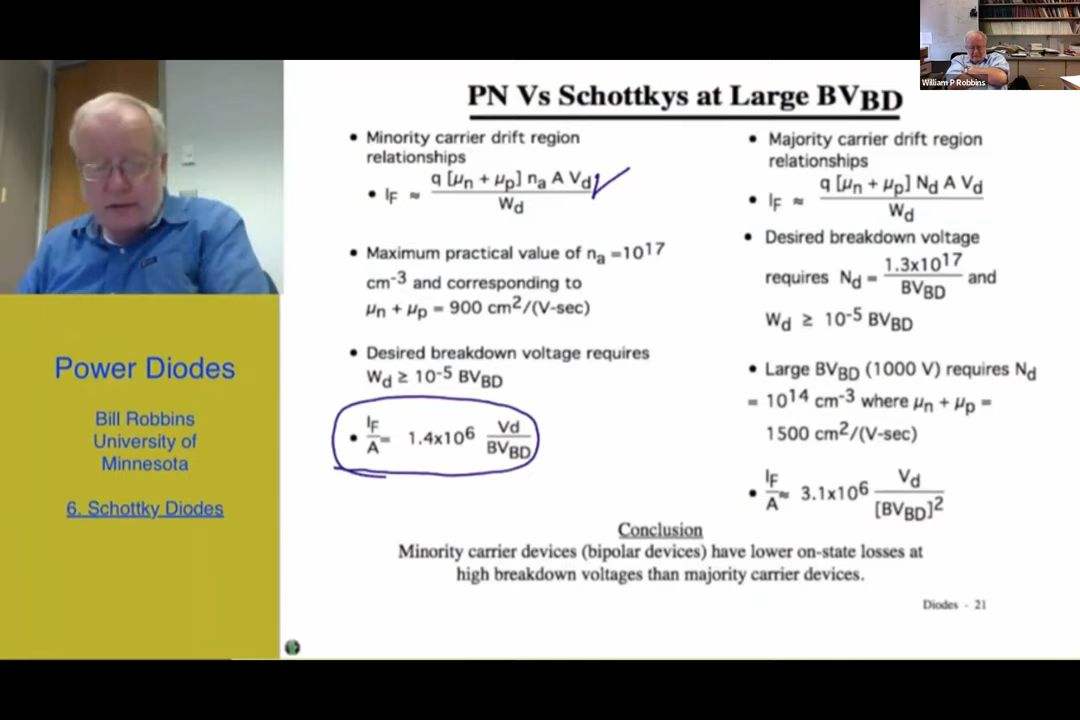 William P Robbins
PN Vs Schottkys at Large BVBD
• Minority carrier drift region
relationships
• IF ≈ q [μn + μp] na A Vd
Wd
• Maximum practical value of na =10^17
cm^-3 and corresponding to
μn + μp = 900 cm^2/(V-sec)
• Desired breakdown voltage requires
Wd ≥ 10^-5 BVBD
• IF/A = 1.4x10^6 Vd/BVBD
• Majority carrier drift region
relationships
• IF ≈ q [μn + μp] Nd A Vd
Wd
• Desired breakdown voltage
requires Nd = 1.3x10^17/BVBD and
Wd ≥ 10^-5 BVBD
• Large BVBD (1000 V) requires Nd
= 10^14 cm^-3 where μn + μp =
1500 cm^2/(V-sec)
• IF/A ≈ 3.1x10^6 Vd/[BVBD]^2
Conclusion
Minority carrier devices (bipolar devices) have lower on-state losses at
high breakdown voltages than majority carrier devices.
Diodes - 21
Power Diodes
Bill Robbins
University of
Minnesota
6. Schottky Diodes